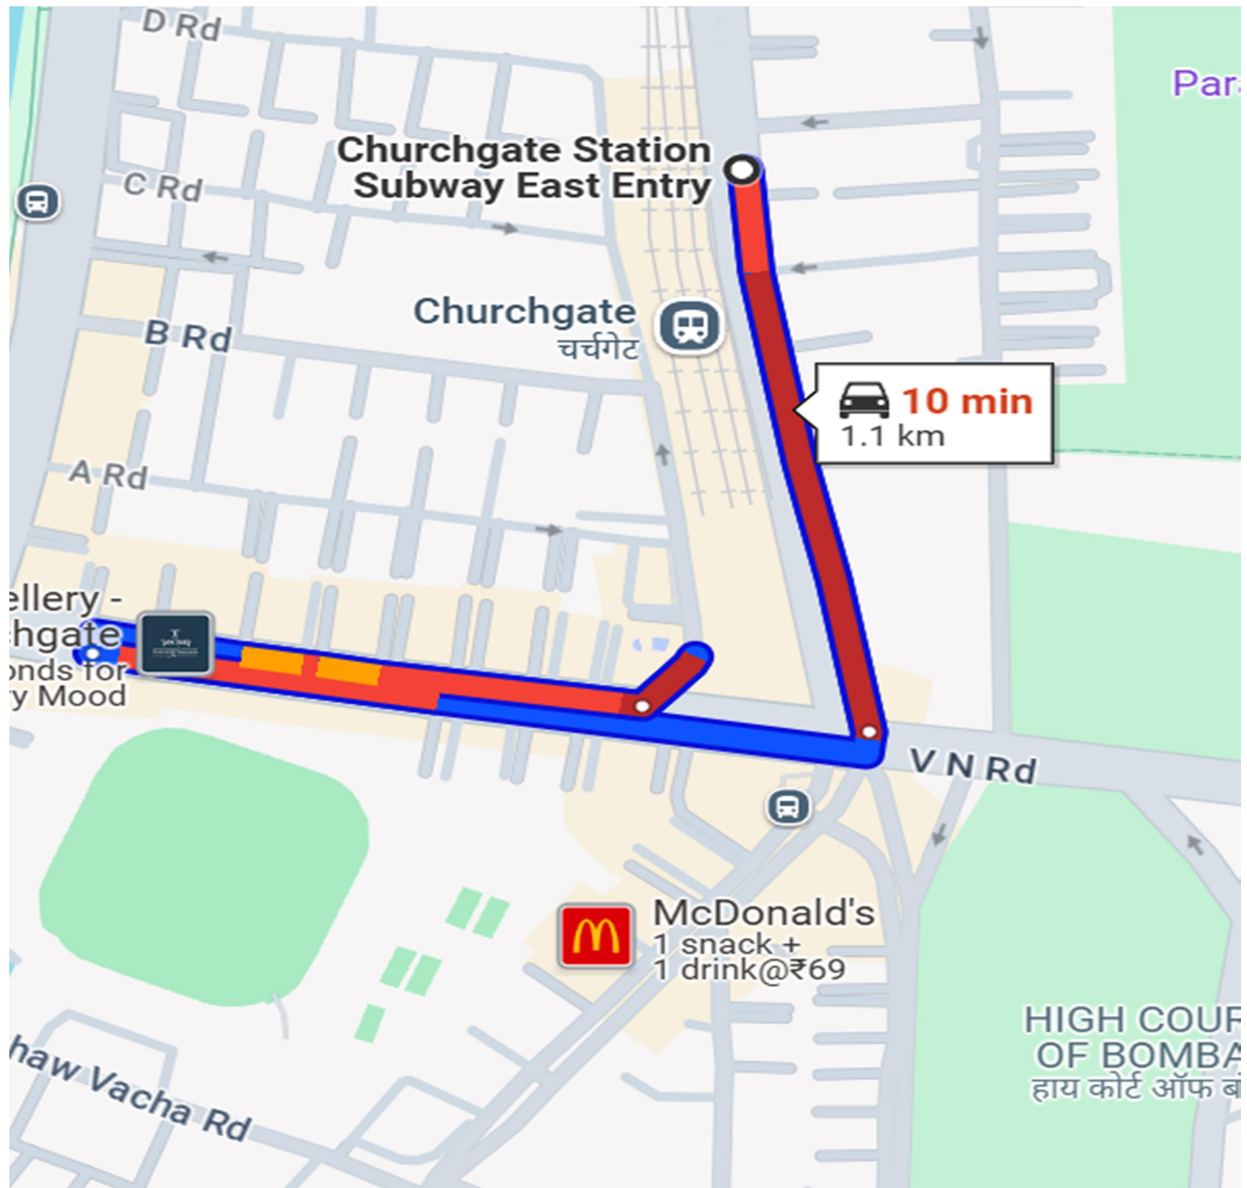 D Rd
Par
Churchgate Station
Subway East Entry
C Rd
Churchgate
चर्चगेट
B Rd
10 min
1.1 km
A Rd
ellery -
hgate
onds for
y Mood
V N Rd
McDonald's
1 snack +
1 drink@₹69
HIGH COUR
OF BOMBA
हाय कोर्ट ऑफ बॉ
haw Vacha Rd